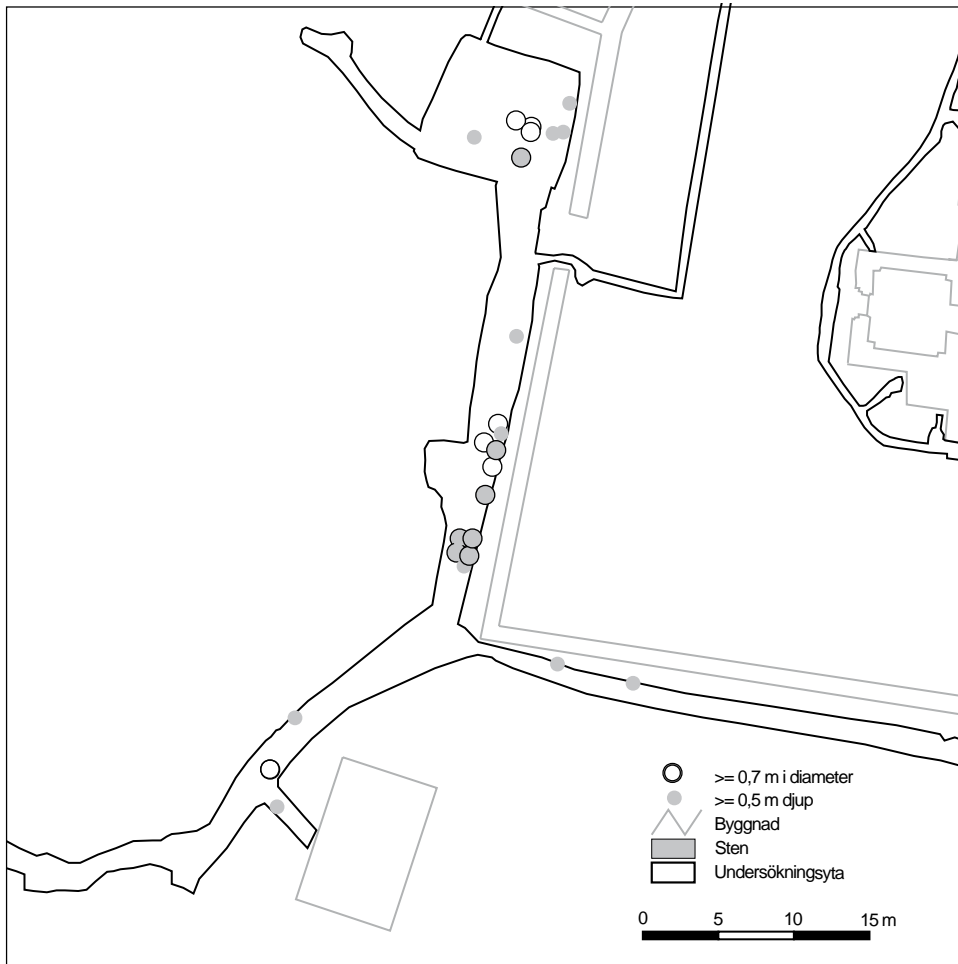 >= 0,7 m i diameter
>= 0,5 m djup
Byggnad
Sten
Undersökningsyta
0 5 10 15 m